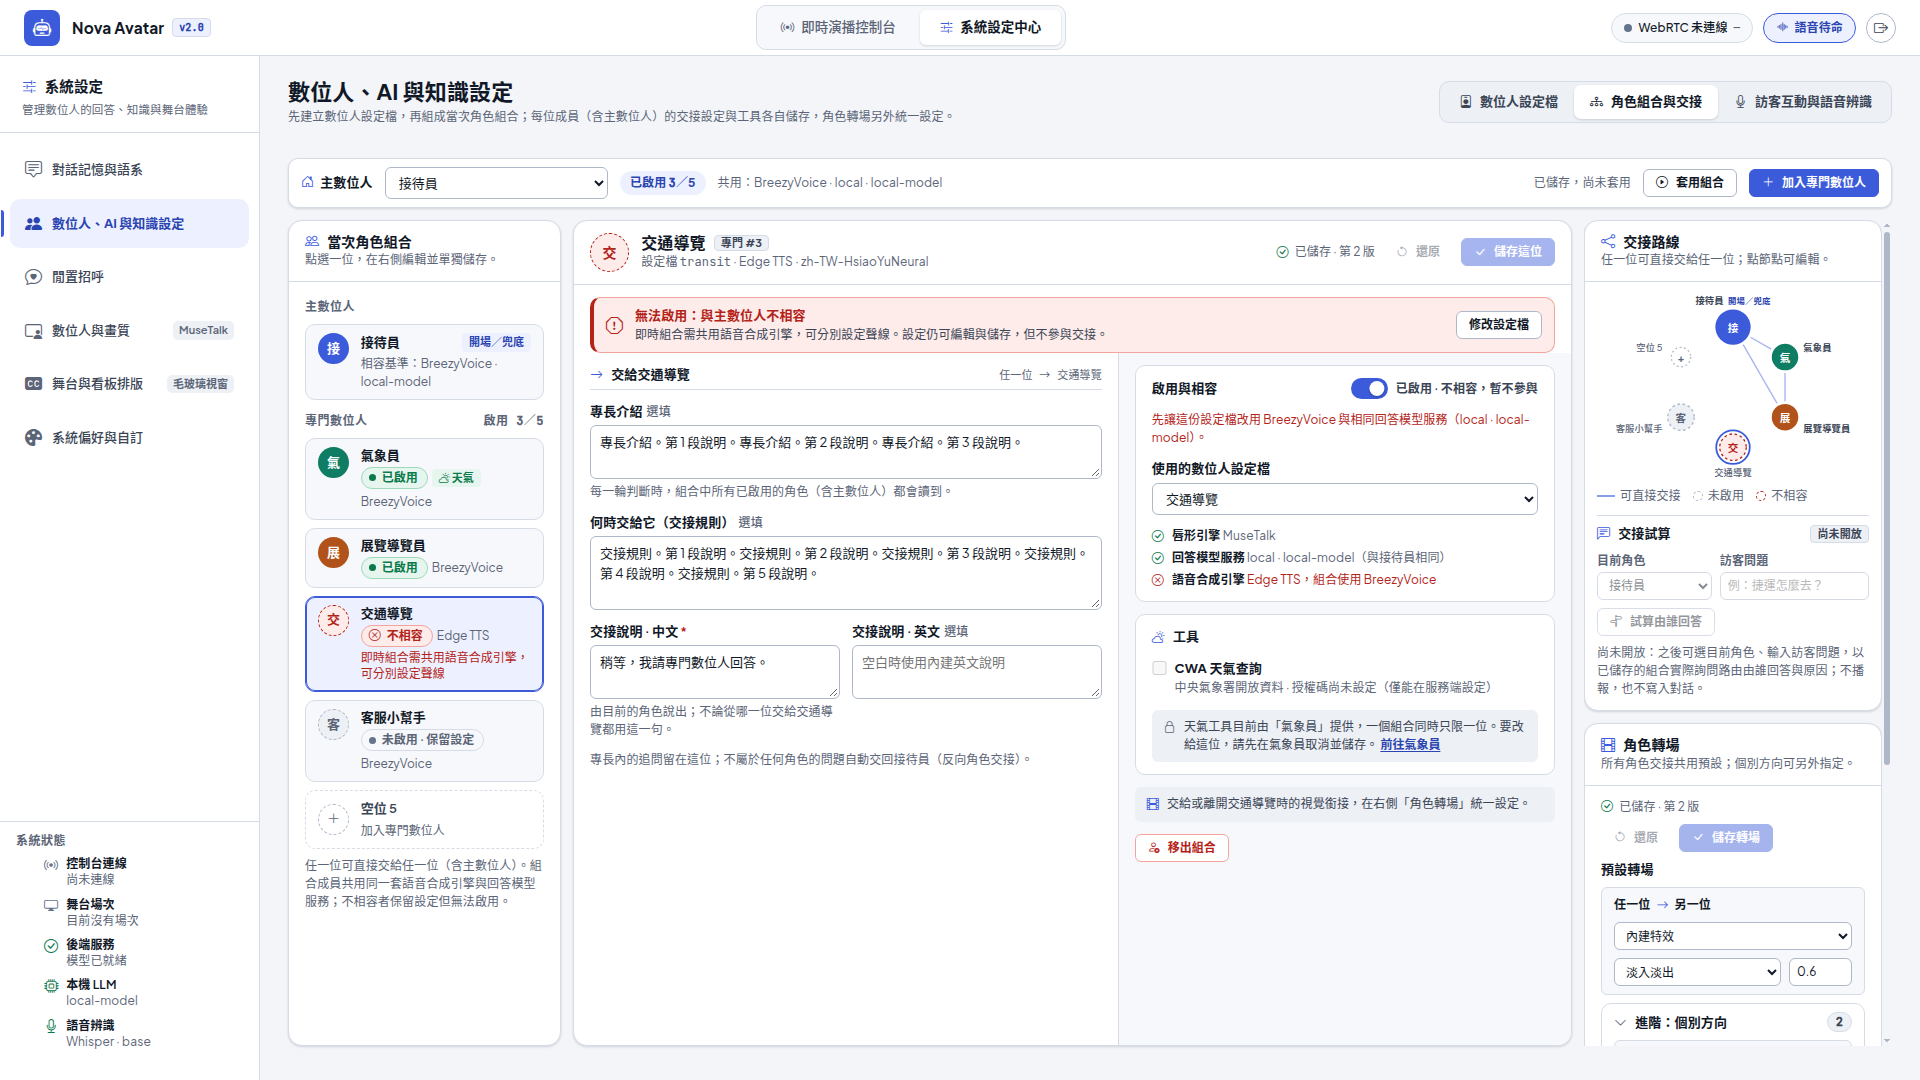 Nova Avatar v2.0
即時演播控制台
系統設定中心
WebRTC 未連線 –
語音待命
系統設定
管理數位人的回答、知識與舞台體驗
對話記憶與語系
數位人、AI 與知識設定
閒置招呼
數位人與畫質 MuseTalk
舞台與看板排版 毛玻璃視窗
系統偏好與自訂
系統狀態
控制台連線
尚未連線
舞台場次
目前沒有場次
後端服務
模型已就緒
本機 LLM
local-model
語音辨識
Whisper · base
數位人、AI 與知識設定
先建立數位人設定檔，再組成當次角色組合；每位成員（含主數位人）的交接設定與工具各自儲存，角色轉場另外統一設定。
數位人設定檔
角色組合與交接
訪客互動與語音辨識
主數位人
接待員
已啟用 3／5
共用：BreezyVoice · local · local-model
已儲存，尚未套用
套用組合
加入專門數位人
當次角色組合
點選一位，在右側編輯並單獨儲存。
主數位人
接
接待員 開場／兜底
相容基準：BreezyVoice ·
local-model
專門數位人 啟用 3／5
氣
氣象員
已啟用 天氣
BreezyVoice
展
展覽導覽員
已啟用 BreezyVoice
交
交通導覽
不相容 Edge TTS
即時組合需共用語音合成引擎，
可分別設定聲線
客
客服小幫手
未啟用 · 保留設定
BreezyVoice
空位 5
加入專門數位人
任一位可直接交給任一位（含主數位人）。組
合成員共用同一套語音合成引擎與回答模型
服務；不相容者保留設定但無法啟用。
交
交通導覽 專門 #3
設定檔 transit · Edge TTS · zh-TW-HsiaoYuNeural
已儲存 · 第 2 版
還原
儲存這位
無法啟用：與主數位人不相容
即時組合需共用語音合成引擎，可分別設定聲線。設定仍可編輯與儲存，但不參與交接。
修改設定檔
交給交通導覽
任一位 → 交通導覽
專長介紹 選填
專長介紹。第 1 段說明。專長介紹。第 2 段說明。專長介紹。第 3 段說明。
每一輪判斷時，組合中所有已啟用的角色（含主數位人）都會讀到。
何時交給它（交接規則） 選填
交接規則。第 1 段說明。交接規則。第 2 段說明。交接規則。第 3 段說明。交接規則。
第 4 段說明。交接規則。第 5 段說明。
交接說明 · 中文 *
稍等，我請專門數位人回答。
由目前的角色說出；不論從哪一位交給交通導
覽都用這一句。
交接說明 · 英文 選填
空白時使用內建英文說明
專長內的追問留在這位；不屬於任何角色的問題自動交回接待員（反向角色交接）。
啟用與相容
已啟用 · 不相容，暫不參與
先讓這份設定檔改用 BreezyVoice 與相同回答模型服務（local · local-
model）。
使用的數位人設定檔
交通導覽
唇形引擎 MuseTalk
回答模型服務 local · local-model（與接待員相同）
語音合成引擎 Edge TTS，組合使用 BreezyVoice
工具
CWA 天氣查詢
中央氣象署開放資料 · 授權碼尚未設定（僅能在服務端設定）
天氣工具目前由「氣象員」提供，一個組合同時只限一位。要改
給這位，請先在氣象員取消並儲存。 前往氣象員
交給或離開交通導覽時的視覺銜接，在右側「角色轉場」統一設定。
移出組合
交接路線
任一位可直接交給任一位；點節點可編輯。
接待員 開場／兜底
接
空位 5
+
氣
氣象員
客
客服小幫手
展
展覽導覽員
交
交通導覽
可直接交接
未啟用
不相容
交接試算 尚未開放
目前角色 訪客問題
接待員 例：捷運怎麼去？
試算由誰回答
尚未開放：之後可選目前角色、輸入訪客問題，以
已儲存的組合實際詢問路由由誰回答與原因；不播
報，也不寫入對話。
角色轉場
所有角色交接共用預設；個別方向可另外指定。
已儲存 · 第 2 版
還原
儲存轉場
預設轉場
任一位 → 另一位
內建特效
淡入淡出 0.6
進階：個別方向 2